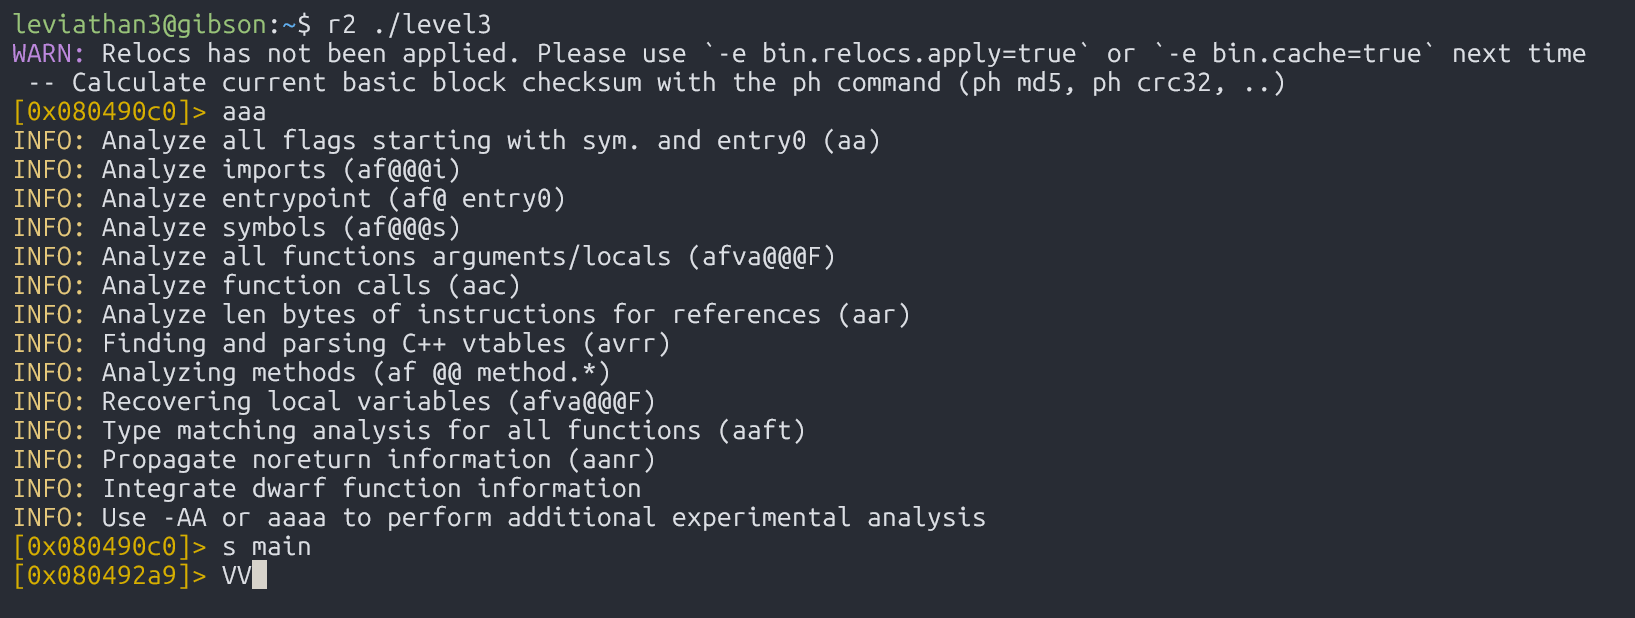 leviathan3@gibson:~$ r2 ./level3
WARN: Relocs has not been applied. Please use `-e bin.relocs.apply=true` or `-e bin.cache=true` next time
 -- Calculate current basic block checksum with the ph command (ph md5, ph crc32, ..)
[0x080490c0]> aaa
INFO: Analyze all flags starting with sym. and entry0 (aa)
INFO: Analyze imports (af@@@i)
INFO: Analyze entrypoint (af@ entry0)
INFO: Analyze symbols (af@@@s)
INFO: Analyze all functions arguments/locals (afva@@@F)
INFO: Analyze function calls (aac)
INFO: Analyze len bytes of instructions for references (aar)
INFO: Finding and parsing C++ vtables (avrr)
INFO: Analyzing methods (af @@ method.*)
INFO: Recovering local variables (afva@@@F)
INFO: Type matching analysis for all functions (aaft)
INFO: Propagate noreturn information (aanr)
INFO: Integrate dwarf function information
INFO: Use -AA or aaaa to perform additional experimental analysis
[0x080490c0]> s main
[0x080492a9]> VV